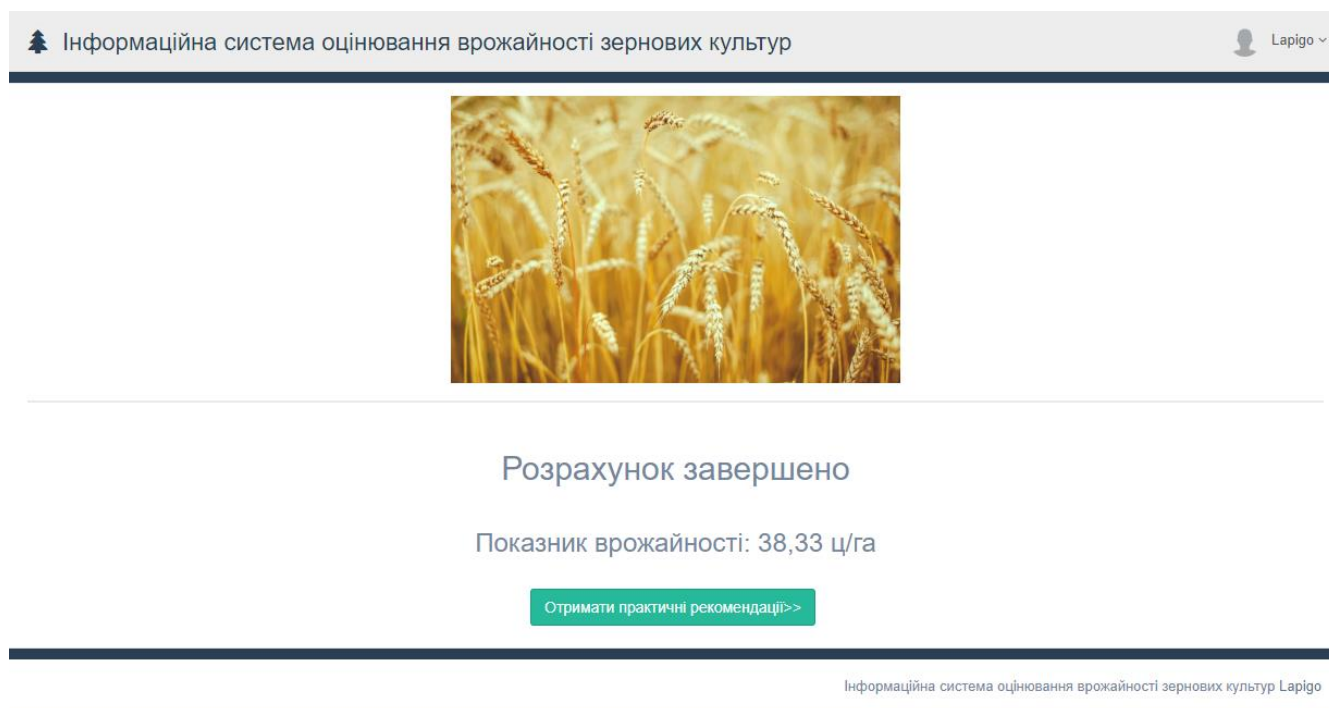 Інформаційна система оцінювання врожайності зернових культур
Lapigo
Розрахунок завершено
Показник врожайності: 38,33 ц/га
Отримати практичні рекомендації>>
Інформаційна система оцінювання врожайності зернових культур Lapigo